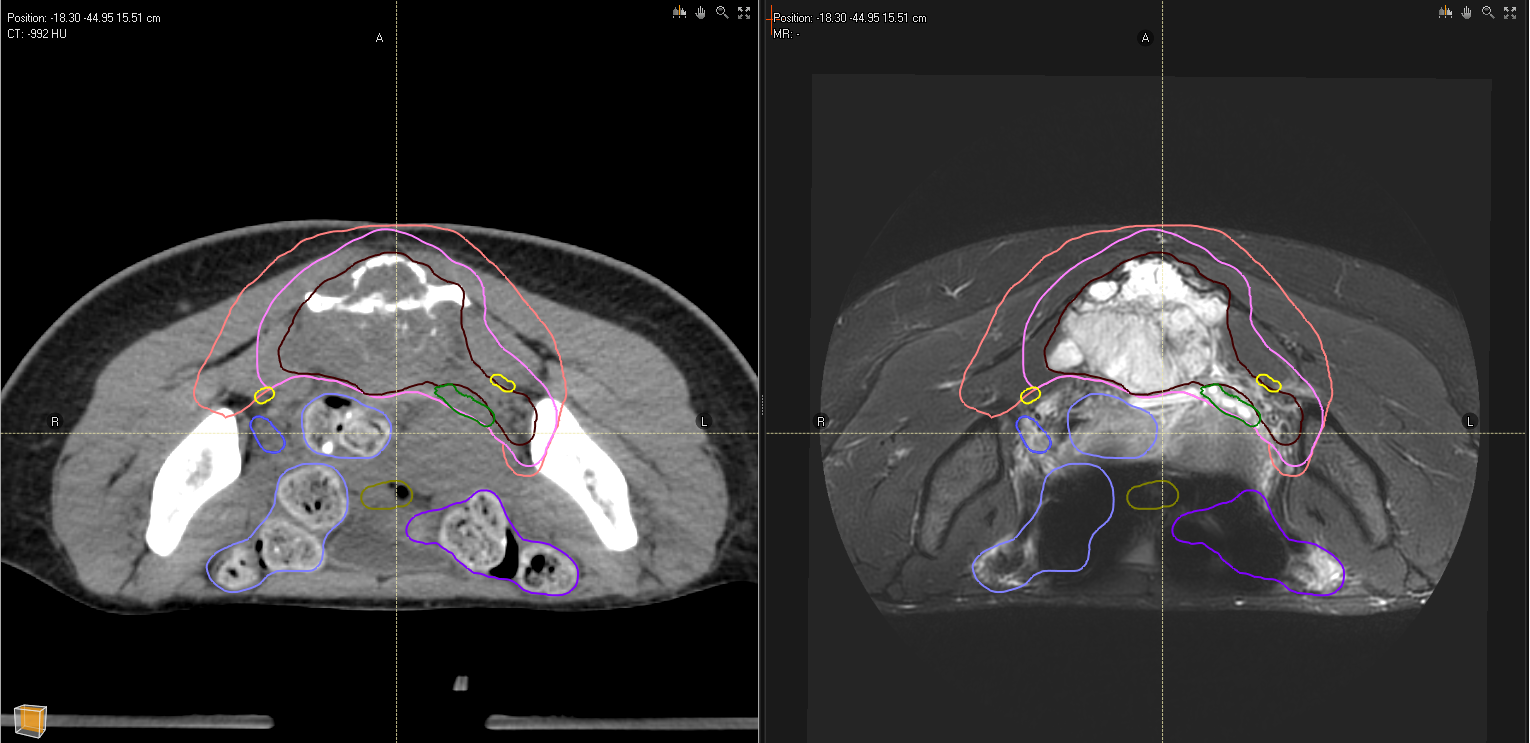 Position: -18.30 -44.95 15.51 cm
CT: -992 HU
A
R
L
Position: -18.30 -44.95 15.51 cm
MR: -
A
R
L